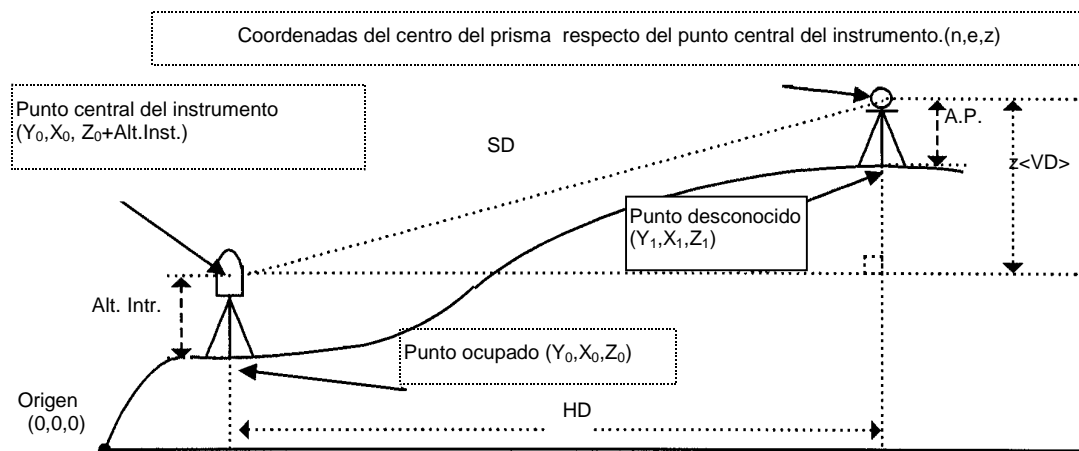 Coordenadas del centro del prisma respecto del punto central del instrumento.(n,e,z)
Punto central del instrumento
(Y₀,X₀, Z₀+Alt.Inst.)
A.P.
SD
z<VD>
Punto desconocido
(Y₁,X₁,Z₁)
Alt. Intr.
Punto ocupado (Y₀,X₀,Z₀)
Origen
(0,0,0)
HD